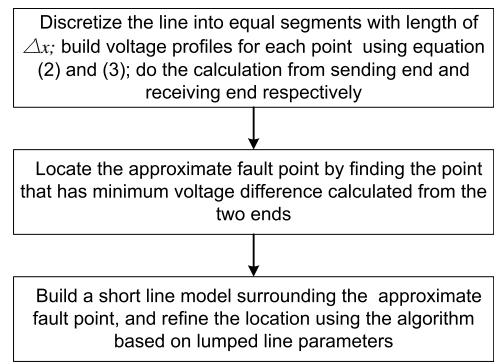 Discretize the line into equal segments with length of
△x; build voltage profiles for each point using equation
(2) and (3); do the calculation from sending end and
receiving end respectively
Locate the approximate fault point by finding the point
that has minimum voltage difference calculated from the
two ends
Build a short line model surrounding the approximate
fault point, and refine the location using the algorithm
based on lumped line parameters